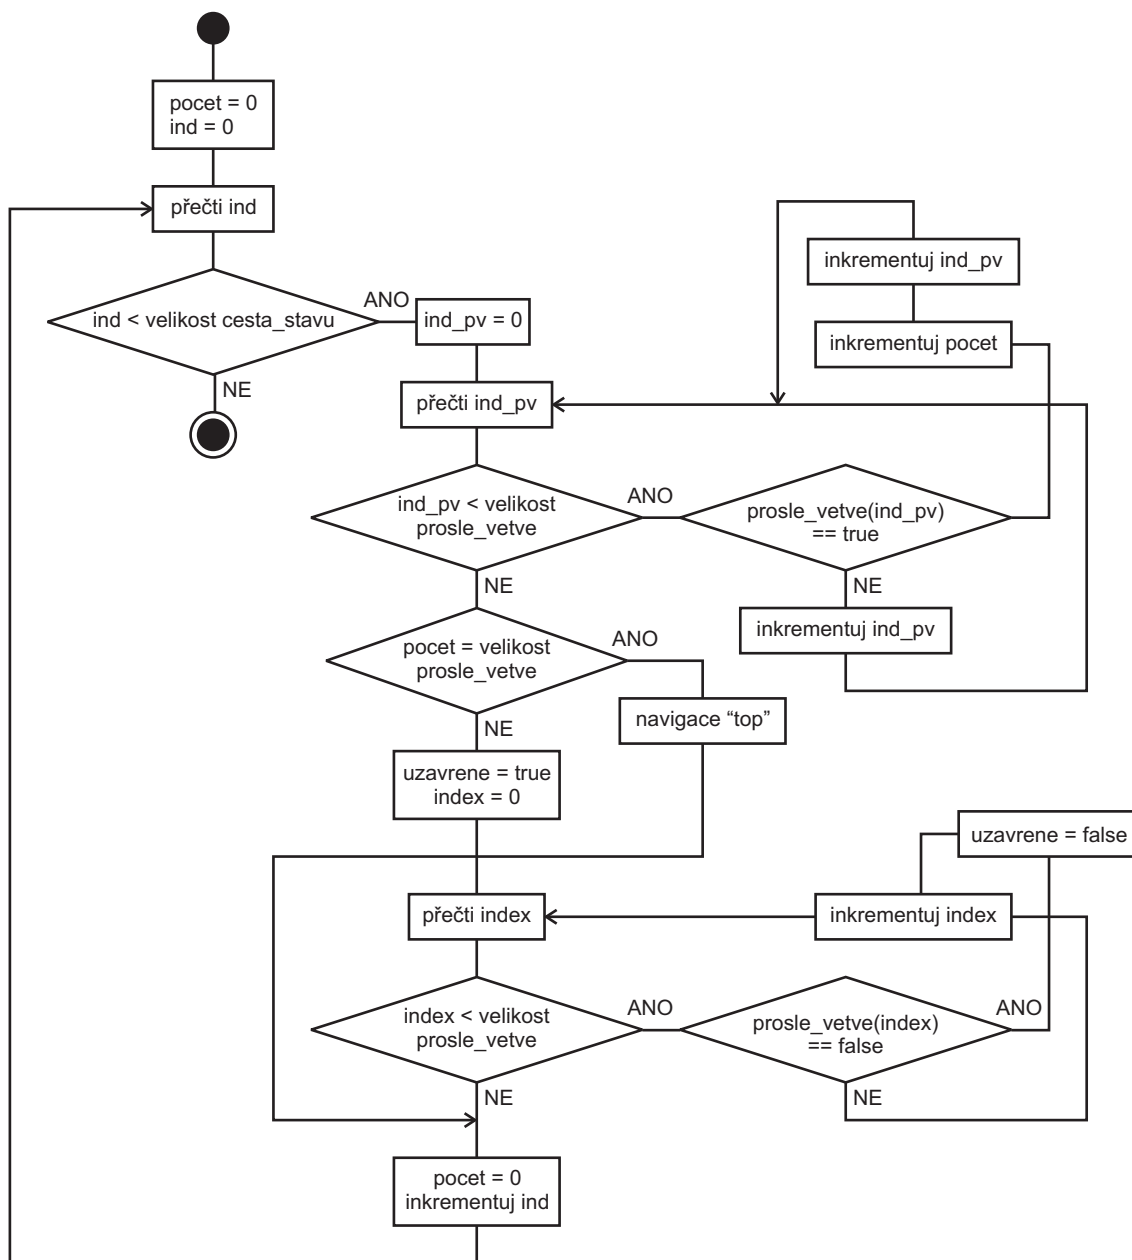 pocet = 0
ind = 0
přečti ind
ind < velikost cesta_stavu
ANO
NE
ind_pv = 0
inkrementuj ind_pv
inkrementuj pocet
přečti ind_pv
ind_pv < velikost
prosle_vetve
ANO
prosle_vetve(ind_pv)
== true
NE
NE
inkrementuj ind_pv
pocet = velikost
prosle_vetve
ANO
navigace “top”
NE
uzavrene = true
index = 0
uzavrene = false
přečti index
inkrementuj index
index < velikost
prosle_vetve
ANO
prosle_vetve(index)
== false
ANO
NE
NE
pocet = 0
inkrementuj ind